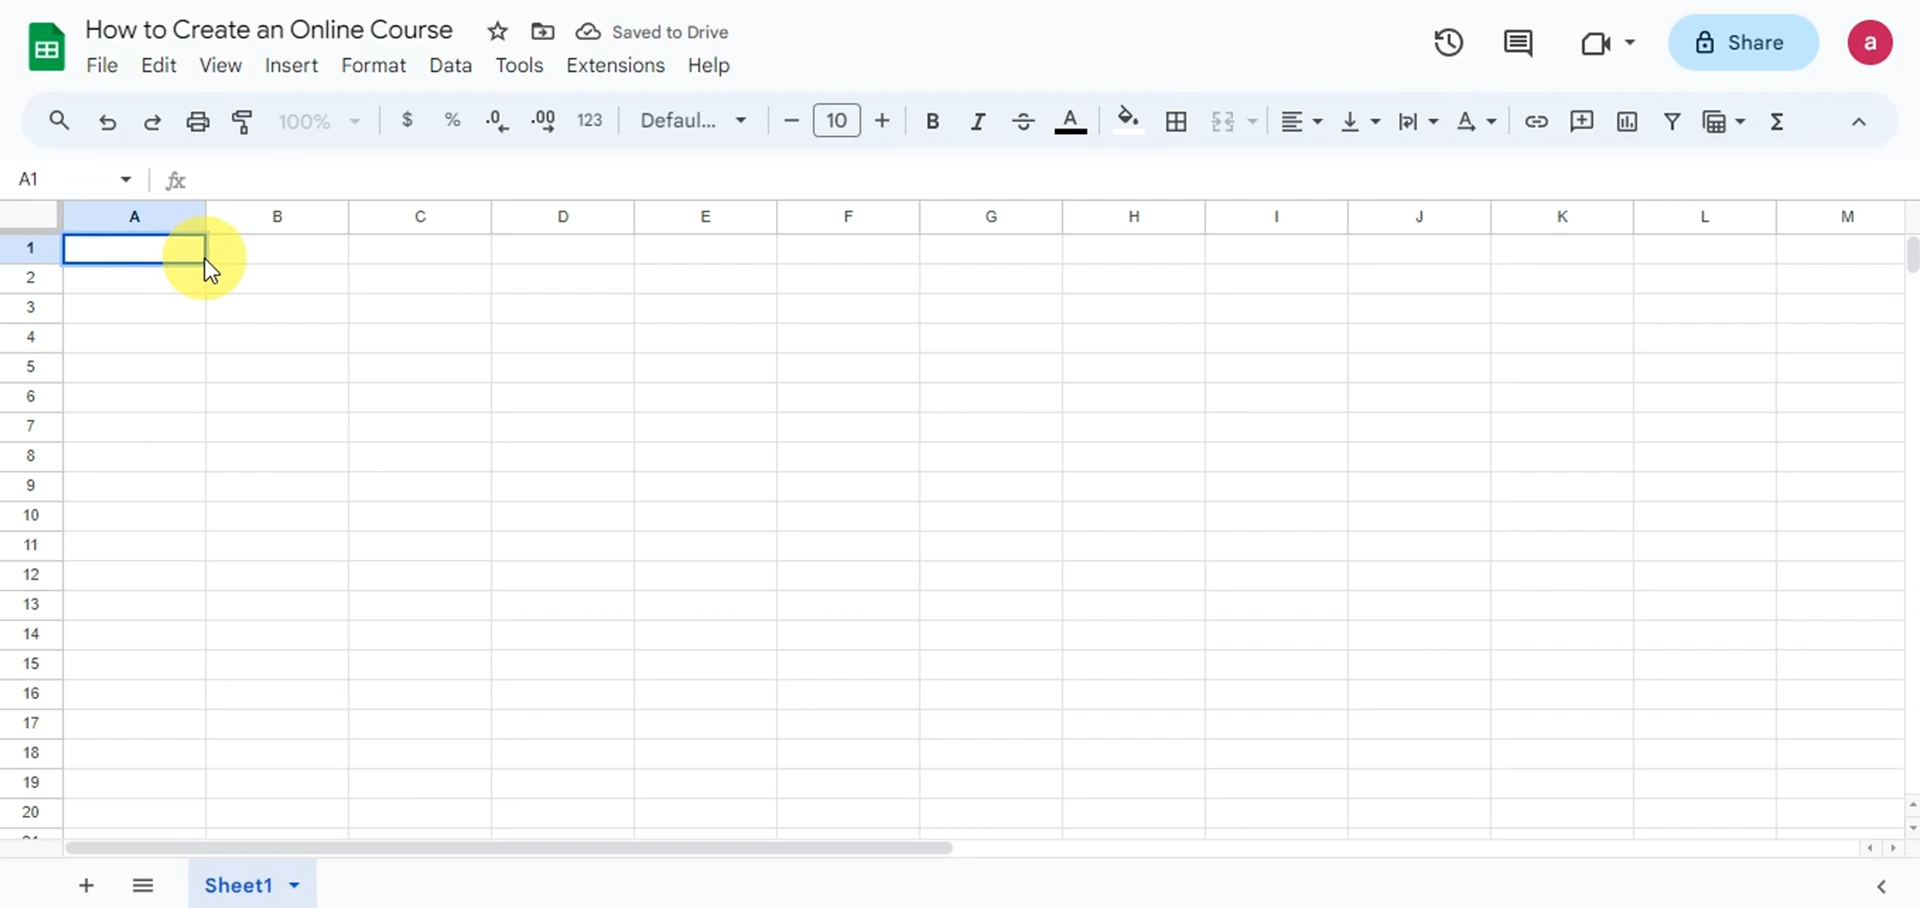 How to Create an Online Course
Saved to Drive
Share
a
File Edit View Insert Format Data Tools Extensions Help
100% $ % .0 .00 123 Defaul... 10 B I A A Σ
A1 fx
A B C D E F G H I J K L M
1
2
3
4
5
6
7
8
9
10
11
12
13
14
15
16
17
18
19
20
Sheet1